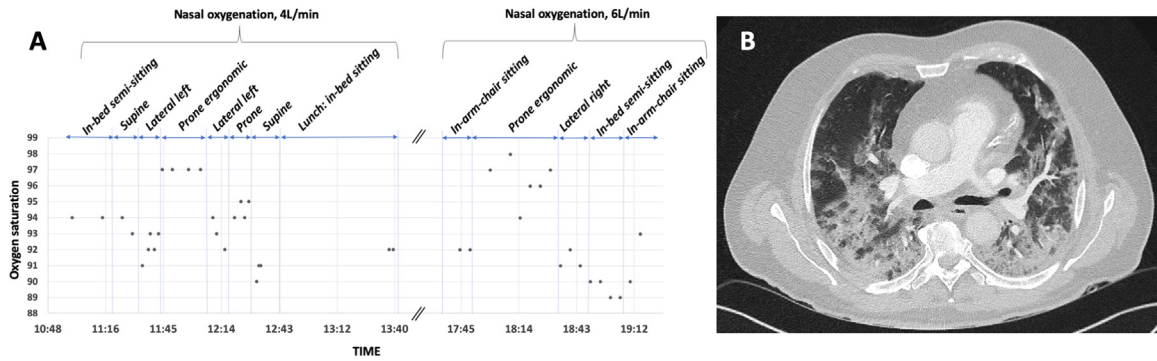 A
Nasal oxygenation, 4L/min
Nasal oxygenation, 6L/min
B
In-bed semi-sitting
Supine
Lateral left
Prone ergonomic
Lateral left
Prone
Supine
Lunch: in-bed sitting
In-arm-chair sitting
Prone ergonomic
Lateral right
In-bed semi-sitting
In-arm-chair sitting
Oxygen saturation
99
98
97
96
95
94
93
92
91
90
89
88
10:48
11:16
11:45
12:14
12:43
13:12
13:40
17:45
18:14
18:43
19:12
TIME